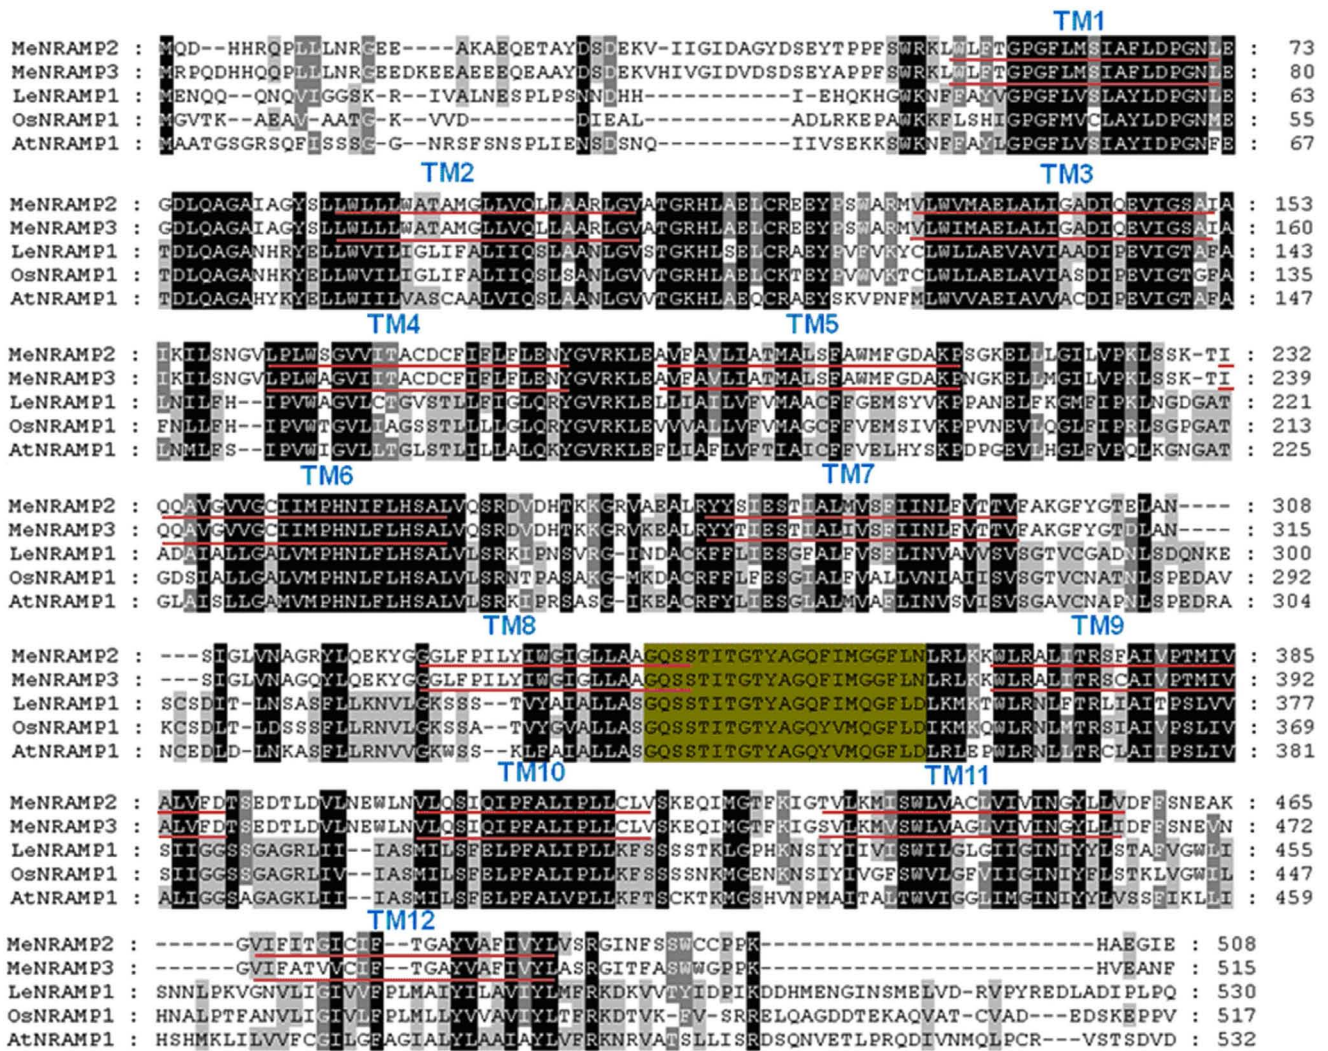 TM1
MeNRAMP2 : MQD--HHRQPLLLNRGEE----AKAEQETAYDSDEKV-IIGIDAGYDSEYTPPFSWRKLWLFTGPGFLMSIAFLDPGNLE : 73
MeNRAMP3 : MRPQDHHQQPLLLNRGEEDKEEAEEEQEAAYDSDEKVHIVGIDVDSDSEYAPPFSWRKLWLFTGPGFLMSIAFLDPGNLE : 80
LeNRAMP1 : MENQQ--QNQVIGGSK-R--IVALNESPLPSNNDHH----------I-EHQKHGWKNFFAYVGPGFLVSLAYLDPGNLE : 63
OsNRAMP1 : MGVTK--AEAV-AATG-K--VVD-------DIEAL----------ADLRKEPAWKKFLSHIGPGFMVCLAYLDPGNME : 55
AtNRAMP1 : MAATGSGRSQFISSSG-G--NRSFSNSPLIENSDSNQ----------IIVSEKKSWKNFFAYLGPGFLVSIAYIDPGNFE : 67
TM2 TM3
MeNRAMP2 : GDLQAGAIAGYSLLWLLLWATAMGLLVQLLAARLGVATGRHLAELCREEYPSWARMVLWVMAELALIGADIQEVIGSAIA : 153
MeNRAMP3 : GDLQAGAIAGYSLLWLLLWATAMGLLVQLLAARLGVATGRHLAELCREEYPSWARMVLWIMAELALIGADIQEVIGSAIA : 160
LeNRAMP1 : TDLQAGANHRYELLWVILIGLIFALIIQSLAANLGVSTGRHLSELCKAEYPVFVKYCLWLLAEVAVIAADIPEVIGTAFA : 143
OsNRAMP1 : TDLQAGANHKYELLWVILIGLIFALIIQSLSANLGVVTGRHLAELCKTEYPVWVKTCLWLLAELAVIASDIPEVIGTGFA : 135
AtNRAMP1 : TDLQAGAHYKYELLWIILVASCAALVIQSLAANLGVVTGKHLAEQCRAEYSKVPNFMLWVVAEIAVVACDIPEVIGTAFA : 147
TM4 TM5
MeNRAMP2 : IKILSNGVLPLWSGVVITACDCFIFLFLENYGVRKLEAVFAVLIATMALSFAWMFGDAKPSGKELLLGILVPKLSSK-TI : 232
MeNRAMP3 : IKILSNGVLPLWAGVIITACDCFIFLFLENYGVRKLEAVFAVLIATMALSFAWMFGDAKPNGKELLMGILVPKLSSK-TI : 239
LeNRAMP1 : LNILFH--IPVWAGVLCTGVSTLLFIGLQRYGVRKLELLIAILVFVMAACFFGEMSYVKPPANELFKGMFIPKLNGDGAT : 221
OsNRAMP1 : FNLLFH--IPVWTGVLIAGSSTLLLLGLQRYGVRKLEVVVALLVFVMAGCFFVEMSIVKPPVNEVLQGLFIPRLSGPGAT : 213
AtNRAMP1 : LNMLFS--IPVWIGVLLTGLSTLILLALQKYGVRKLEFLIAFLVFTIAICFFVELHYSKPDPGEVLHGLFVPQLKGNGAT : 225
TM6 TM7
MeNRAMP2 : QQAVGVVGCIIMPHNIFLHSALVQSRDVDHTKKGRVAEALRYYSIESTIALMVSFIINLFVTTVFAKGFYGTELAN---- : 308
MeNRAMP3 : QQAVGVVGCIIMPHNIFLHSALVQSRDVDHTKKGRVKEALRYYSIESTIALMVSFIINIFVTTVFAKGFYGTDLAN---- : 315
LeNRAMP1 : ADAIALLGALVMPHNLFLHSALVLSRKIPNSVRG-INDACKFFLIESGFALFVSFLINVAVVSVSGTVCGADNLSDQNKE : 300
OsNRAMP1 : GDSIALLGALVMPHNLFLHSALVLSRNTPASAKG-MKDACRFFLFESGIALFVALLVNIAIISVSGTVCNATNLSPEDAV : 292
AtNRAMP1 : GLAISLLGAMVMPHNLFLHSALVLSRKIPRSASG-IKEACRFYLIESGLALMVAFLINVSVISVSGAVCNAPNLSPEDRA : 304
TM8 TM9
MeNRAMP2 : ---SIGLVNAGRYLQEKYGGGLFPILYIWGIGLLAAGQSSTITGTYAGQFIMGGFLNLRLKKWLRALITRSFAIVPTMIV : 385
MeNRAMP3 : ---SIGLVNAGQYLQEKYGGGLFPILYIWGIGLLAAGQSSTITGTYAGQFIMGGFLNLRLKKWLRALITRSCAIVPTMIV : 392
LeNRAMP1 : SCSDIT-LNSASFLLKNVLGKSSS--TVYAIALLASGQSSTITGTYAGQFIMQGFLDLKMKTWLRNLFTRLIAITPSLVV : 377
OsNRAMP1 : KCSDLT-LDSSSFLLRNVLGKSSA--TVYGVALLASGQSSTITGTYAGQYVMQGFLDIKMKQWLRNLMTRSIAIVPSLIV : 369
AtNRAMP1 : NCEDLD-LNKASFLLRNVVGKWSS--KLFAIALLASGQSSTITGTYAGQYVMQGFLDLRLEPWLRNLLTRCLAIIPSLIV : 381
TM10 TM11
MeNRAMP2 : ALVFDTSEDTLDVLNEWLNVLQSIQIPFALIPLLCLVSKEQIMGTFKIGTVLKMISWLVACLVIVINGYLLVDFFSNEAK : 465
MeNRAMP3 : ALVFDTSEDTLDVLNEWLNVLQSIQIPFALIPLLCLVSKEQIMGTFKIGSVLKMVSWLVAGLVIVINGYLLIDFFSNEVN : 472
LeNRAMP1 : SIIGGSSGAGRLII--IASMILSFELPFALIPLLKFSSSSTKLGPHKNSIYIIVISWILGLGIIGINIYYLSTAFVGWLI : 455
OsNRAMP1 : SIIGGSSGAGRLIV--IASMILSFELPFALIPLLKFSSSSNKMGENKNSIYIVGFSWVLGFVIIGINIYFLSTKLVGWIL : 447
AtNRAMP1 : ALIGGSAGAGKLII--IASMILSFELPFALVPLLKFTSCKTKMGSHVNPMAITALTWVIGGLIMGINIYYLVSSFIKLLI : 459
TM12
MeNRAMP2 : -------GVIFITGICIF--TGAYVAFIVYLVSRGINFSSWCCPPK-------------------------HAEGIE : 508
MeNRAMP3 : -------GVIFATVVCIF--TGAYVAFIVYLASRGITFASWWGPPK-------------------------HVEANF : 515
LeNRAMP1 : SNNLPKVGNVLIGIVVFPLMAIYILAVIYLMFRKDKVVTYIDPIKDDHMENGINSMELVD-RVPYREDLADIPLPQ : 530
OsNRAMP1 : HNALPTFANVLIGIVLFPLMLLYVVAVIYLTFRKDTVK-FV-SRRELQAGDDTEKAQVAT-CVAD---EDSKEPPV : 517
AtNRAMP1 : HSHMKLILVVFCGILGFAGIALYLAAIAYLVFRKNRVATSLLISRDSQNVETLPRQDIVNMQLPCR---VSTSDVD : 532